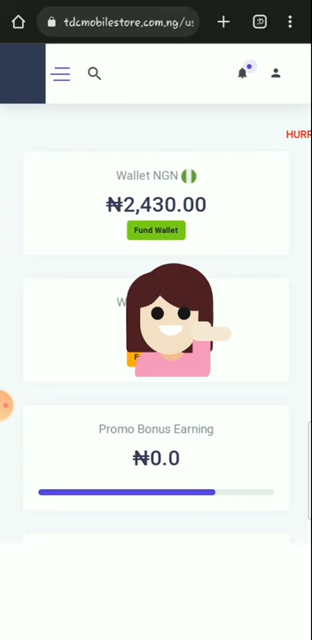 tdcmobilestore.com.ng/u
:D
HURR
Wallet NGN
₦2,430.00
Fund Wallet
W
F
Promo Bonus Earning
₦0.0